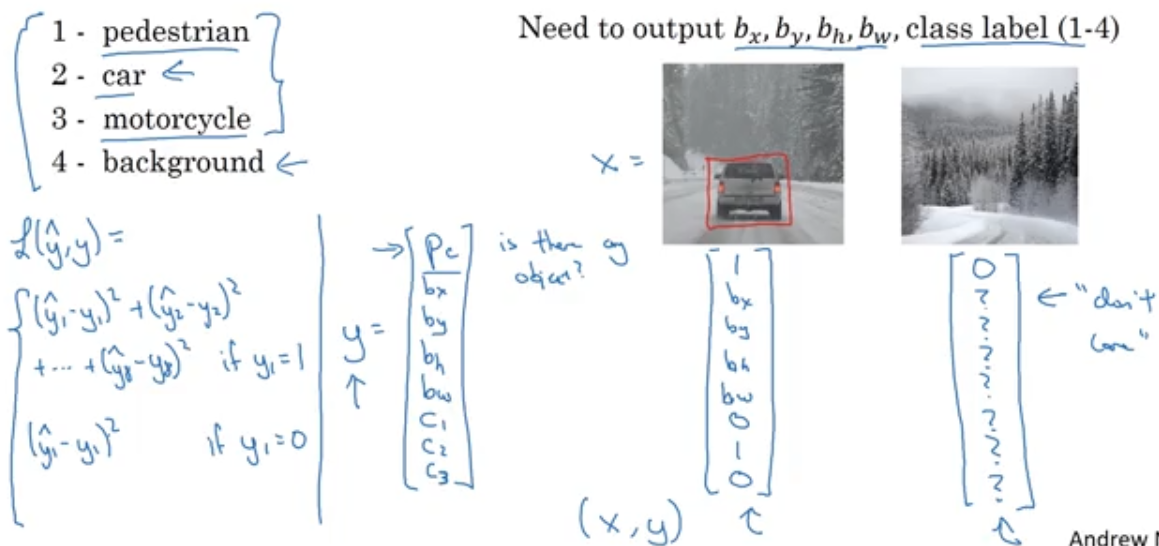 1 - pedestrian
2 - car ←
3 - motorcycle
4 - background ←
Need to output bₓ, b_y, b_h, b_w, class label (1-4)
x =
ℒ(ŷ,y) =
(ŷ₁-y₁)² + (ŷ₂-y₂)²
+ ... + (ŷ₈-y₈)² if y₁=1
(ŷ₁-y₁)² if y₁=0
y =
↑
→
Pc
bx
by
bh
bw
C₁
C₂
C₃
is there any
object?
1
bx
by
bh
bw
0
1
0
(x,y)
0
?
?
?
?
?
?
?
← "don't
care"
Andrew N